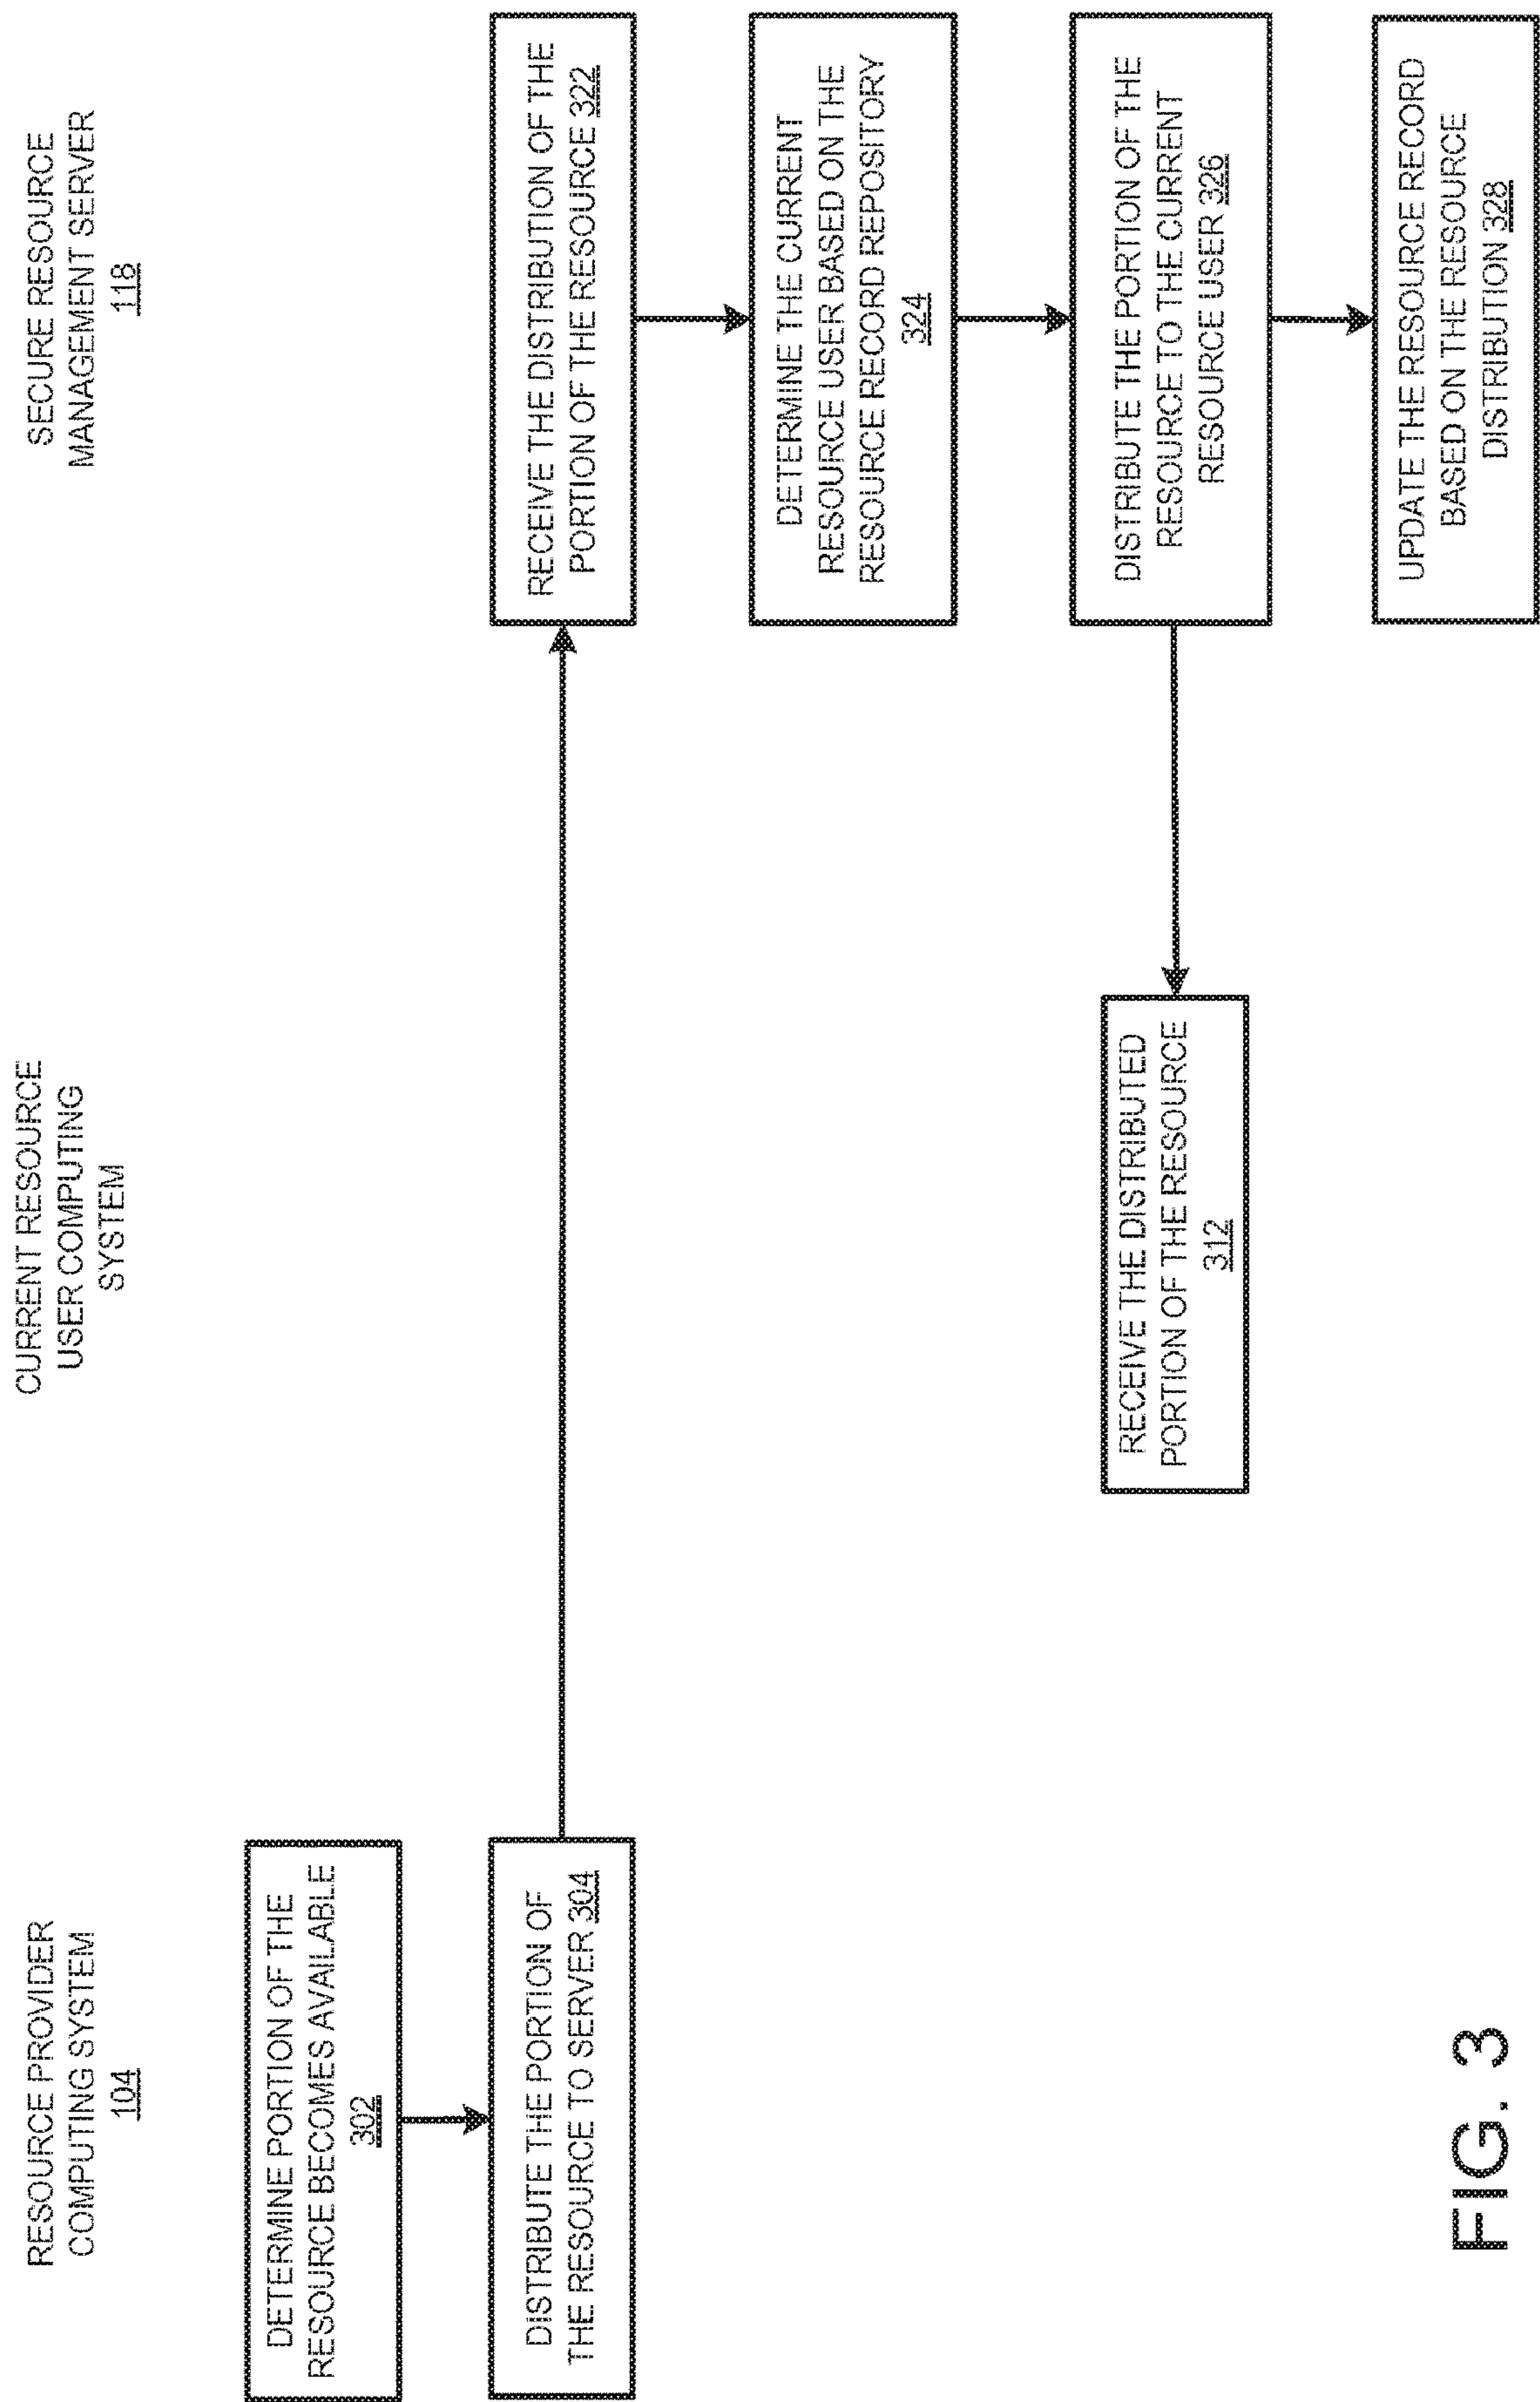 RESOURCE PROVIDER
COMPUTING SYSTEM
104
CURRENT RESOURCE
USER COMPUTING
SYSTEM
SECURE RESOURCE
MANAGEMENT SERVER
118
DETERMINE PORTION OF THE
RESOURCE BECOMES AVAILABLE
302
DISTRIBUTE THE PORTION OF
THE RESOURCE TO SERVER 304
RECEIVE THE DISTRIBUTION OF THE
PORTION OF THE RESOURCE 322
DETERMINE THE CURRENT
RESOURCE USER BASED ON THE
RESOURCE RECORD REPOSITORY
324
DISTRIBUTE THE PORTION OF THE
RESOURCE TO THE CURRENT
RESOURCE USER 326
RECEIVE THE DISTRIBUTED
PORTION OF THE RESOURCE
312
UPDATE THE RESOURCE RECORD
BASED ON THE RESOURCE
DISTRIBUTION 328
FIG. 3